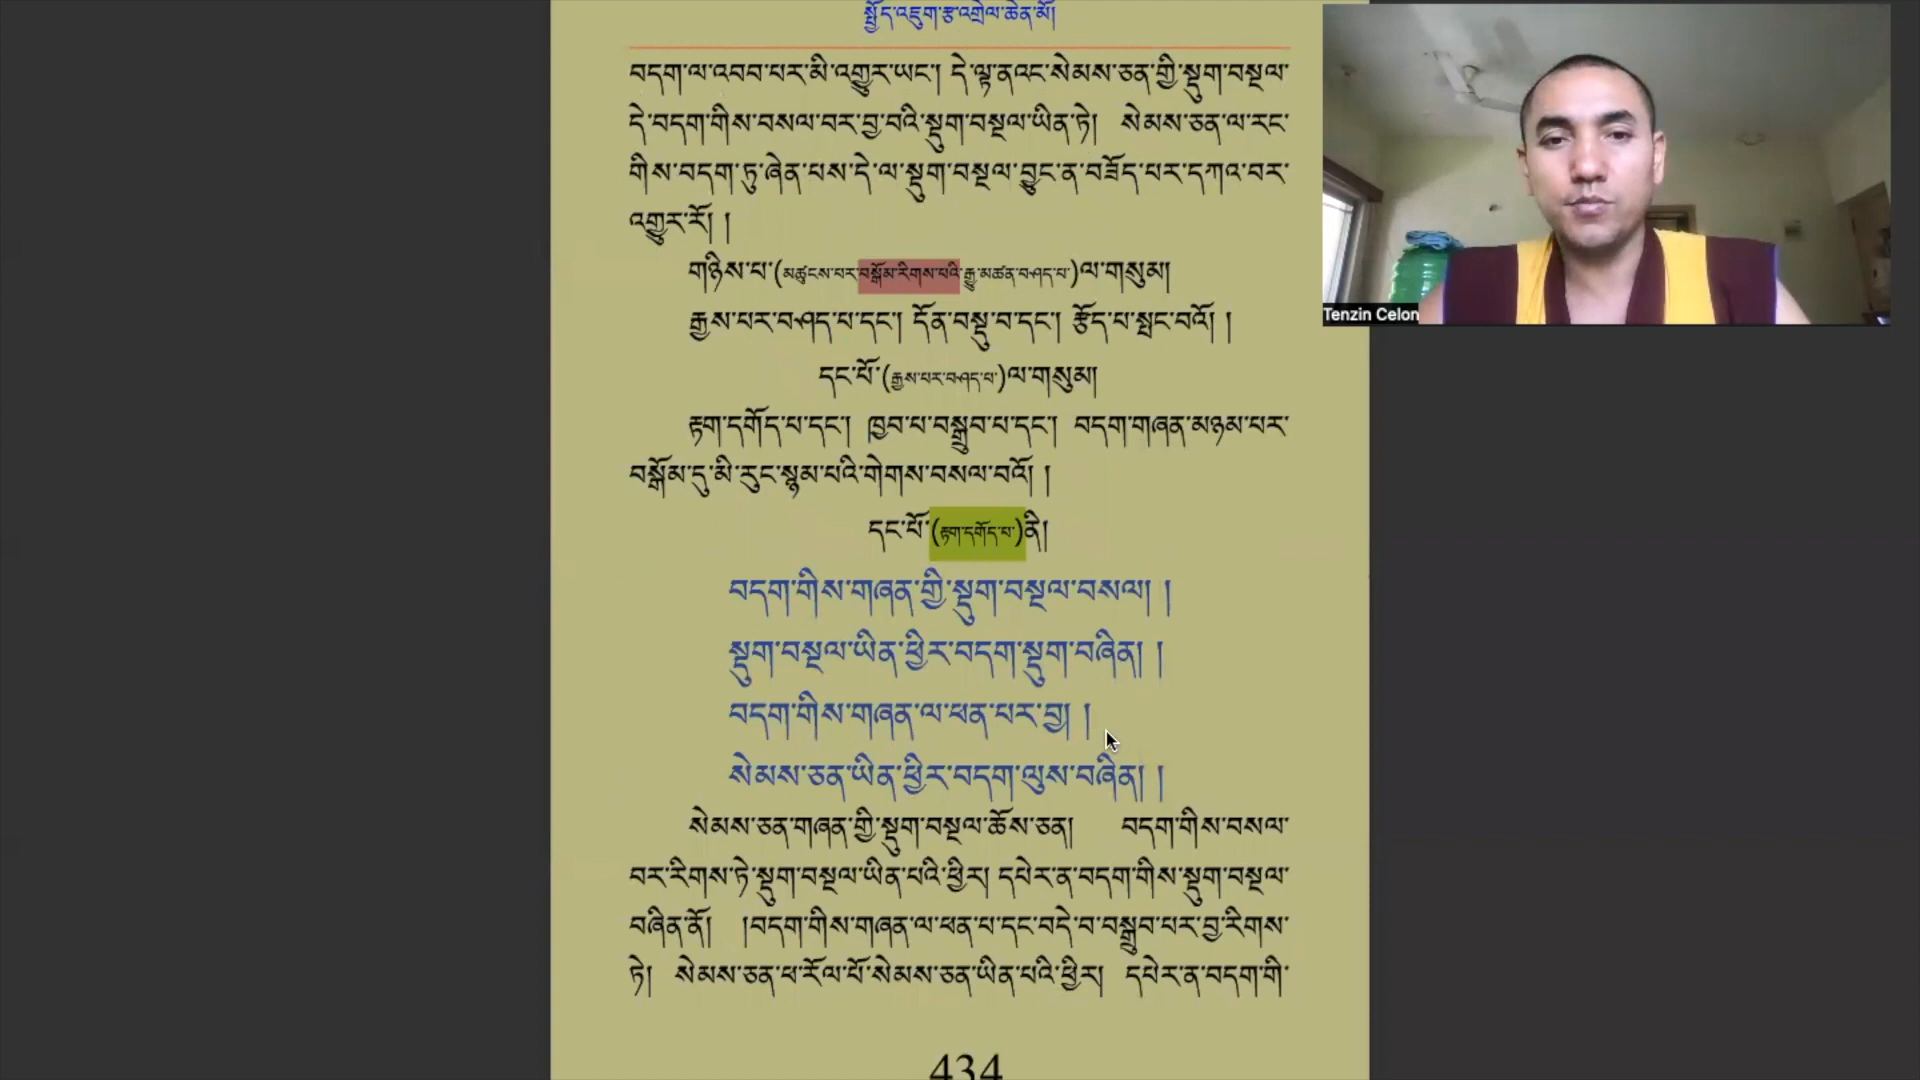 སྤྱོད་འཇུག་རྩ་འགྲེལ་ཆེན་མོ།
བདག་ལ་འབབ་པར་མི་འགྱུར་ཡང་། དེ་ལྟ་ནའང་སེམས་ཅན་གྱི་སྡུག་བསྔལ་
དེ་བདག་གིས་བསལ་བར་བྱ་བའི་སྡུག་བསྔལ་ཡིན་ཏེ། སེམས་ཅན་ལ་རང་
གིས་བདག་ཏུ་ཞེན་པས་དེ་ལ་སྡུག་བསྔལ་བྱུང་ན་བཟོད་པར་དཀའ་བར་
འགྱུར་རོ། །
གཉིས་པ་(མཚུངས་པར་བསྒོམ་རིགས་པའི་རྒྱུ་མཚན་བཤད་པ་)ལ་གསུམ།
རྒྱས་པར་བཤད་པ་དང་། དོན་བསྡུ་བ་དང་། རྩོད་པ་སྤང་བའོ། །
དང་པོ་(རྒྱས་པར་བཤད་པ་)ལ་གསུམ།
རྟག་དགོད་པ་དང་། ཁྱབ་པ་བསྒྲུབ་པ་དང་། བདག་གཞན་མཉམ་པར་
བསྒོམ་དུ་མི་རུང་སྙམ་པའི་གེགས་བསལ་བའོ། །
དང་པོ་(རྟག་དགོད་པ་)ནི།
བདག་གིས་གཞན་གྱི་སྡུག་བསྔལ་བསལ། །
སྡུག་བསྔལ་ཡིན་ཕྱིར་བདག་སྡུག་བཞིན། །
བདག་གིས་གཞན་ལ་ཕན་པར་བྱ། །
སེམས་ཅན་ཡིན་ཕྱིར་བདག་ལུས་བཞིན། །
སེམས་ཅན་གཞན་གྱི་སྡུག་བསྔལ་ཆོས་ཅན། བདག་གིས་བསལ་
བར་རིགས་ཏེ་སྡུག་བསྔལ་ཡིན་པའི་ཕྱིར། དཔེར་ན་བདག་གིས་སྡུག་བསྔལ་
བཞིན་ནོ། །བདག་གིས་གཞན་ལ་ཕན་པ་དང་བདེ་བ་བསྒྲུབ་པར་བྱ་རིགས་
ཏེ། སེམས་ཅན་ཕ་རོལ་པོ་སེམས་ཅན་ཡིན་པའི་ཕྱིར། དཔེར་ན་བདག་གི་
434
Tenzin Celon